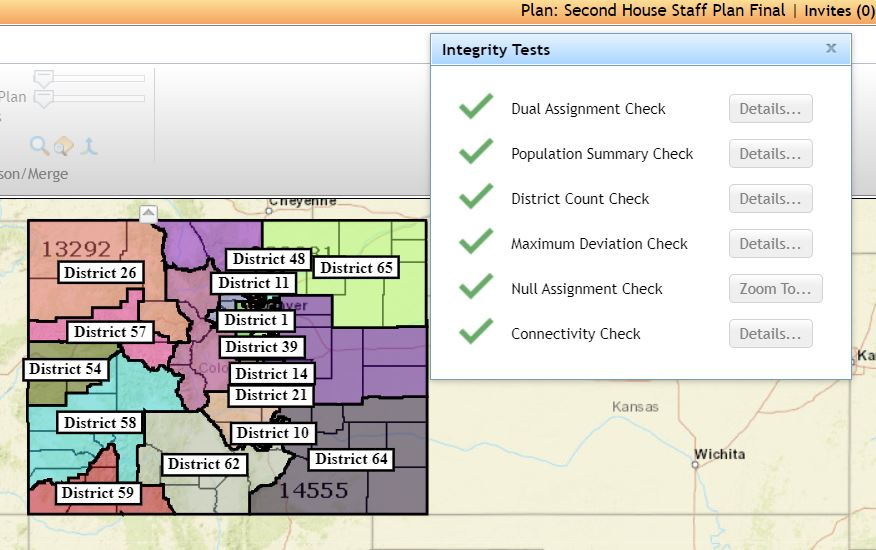 Plan: Second House Staff Plan Final | Invites (0)
Integrity Tests x
Plan
son/Merge
Dual Assignment Check Details...
Population Summary Check Details...
District Count Check Details...
Maximum Deviation Check Details...
Null Assignment Check Zoom To...
Connectivity Check Details...
Cheyenne
13292
District 26
District 48
District 65
District 11
District 1
District 57
District 39
District 54
District 14
District 21
District 58
District 10
District 62
District 64
District 59
14555
Kansas
Wichita